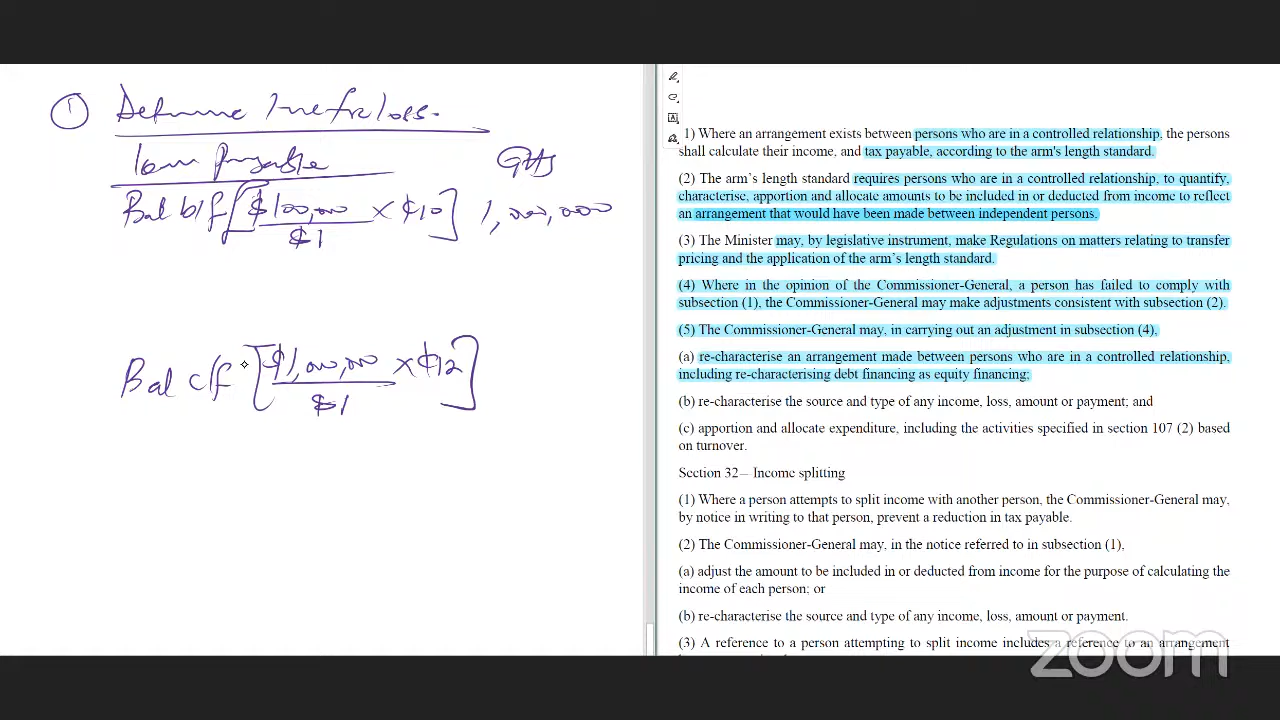 ① Determine the fx loss.
loan payable GHS
Bal b/f [$100,000 × ¢10] 1,000,000
$1
Bal c/f [$1,00,00 × ¢12]
$1
1) Where an arrangement exists between persons who are in a controlled relationship, the persons
shall calculate their income, and tax payable, according to the arm's length standard.
(2) The arm's length standard requires persons who are in a controlled relationship, to quantify,
characterise, apportion and allocate amounts to be included in or deducted from income to reflect
an arrangement that would have been made between independent persons.
(3) The Minister may, by legislative instrument, make Regulations on matters relating to transfer
pricing and the application of the arm's length standard.
(4) Where in the opinion of the Commissioner-General, a person has failed to comply with
subsection (1), the Commissioner-General may make adjustments consistent with subsection (2).
(5) The Commissioner-General may, in carrying out an adjustment in subsection (4).
(a) re-characterise an arrangement made between persons who are in a controlled relationship,
including re-characterising debt financing as equity financing;
(b) re-characterise the source and type of any income, loss, amount or payment; and
(c) apportion and allocate expenditure, including the activities specified in section 107 (2) based
on turnover.
Section 32— Income splitting
(1) Where a person attempts to split income with another person, the Commissioner-General may,
by notice in writing to that person, prevent a reduction in tax payable.
(2) The Commissioner-General may, in the notice referred to in subsection (1),
(a) adjust the amount to be included in or deducted from income for the purpose of calculating the
income of each person; or
(b) re-characterise the source and type of any income, loss, amount or payment.
(3) A reference to a person attempting to split income includes a reference to an arrangement
zoom